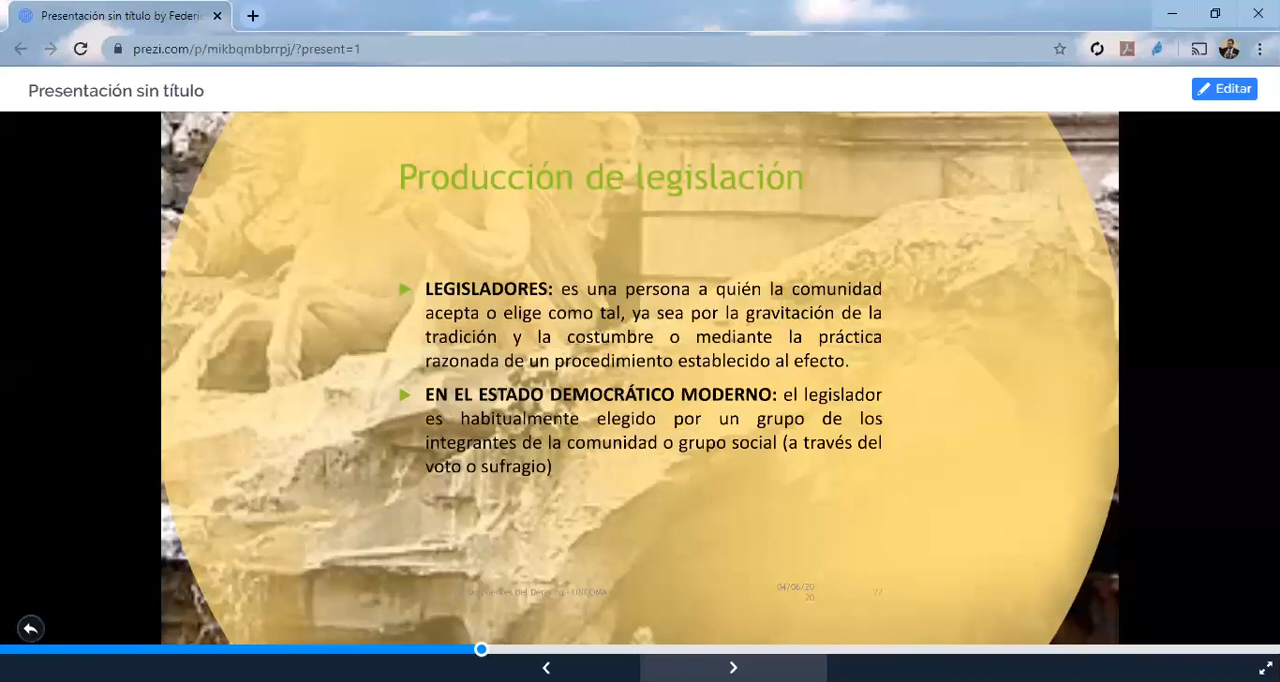 Presentación sin título by Federic
prezi.com/p/mikbqmbbrrpj/?present=1
Presentación sin título
Editar
Producción de legislación
LEGISLADORES: es una persona a quién la comunidad
acepta o elige como tal, ya sea por la gravitación de la
tradición y la costumbre o mediante la práctica
razonada de un procedimiento establecido al efecto.
EN EL ESTADO DEMOCRÁTICO MODERNO: el legislador
es habitualmente elegido por un grupo de los
integrantes de la comunidad o grupo social (a través del
voto o sufragio)
04/06/20
20
27